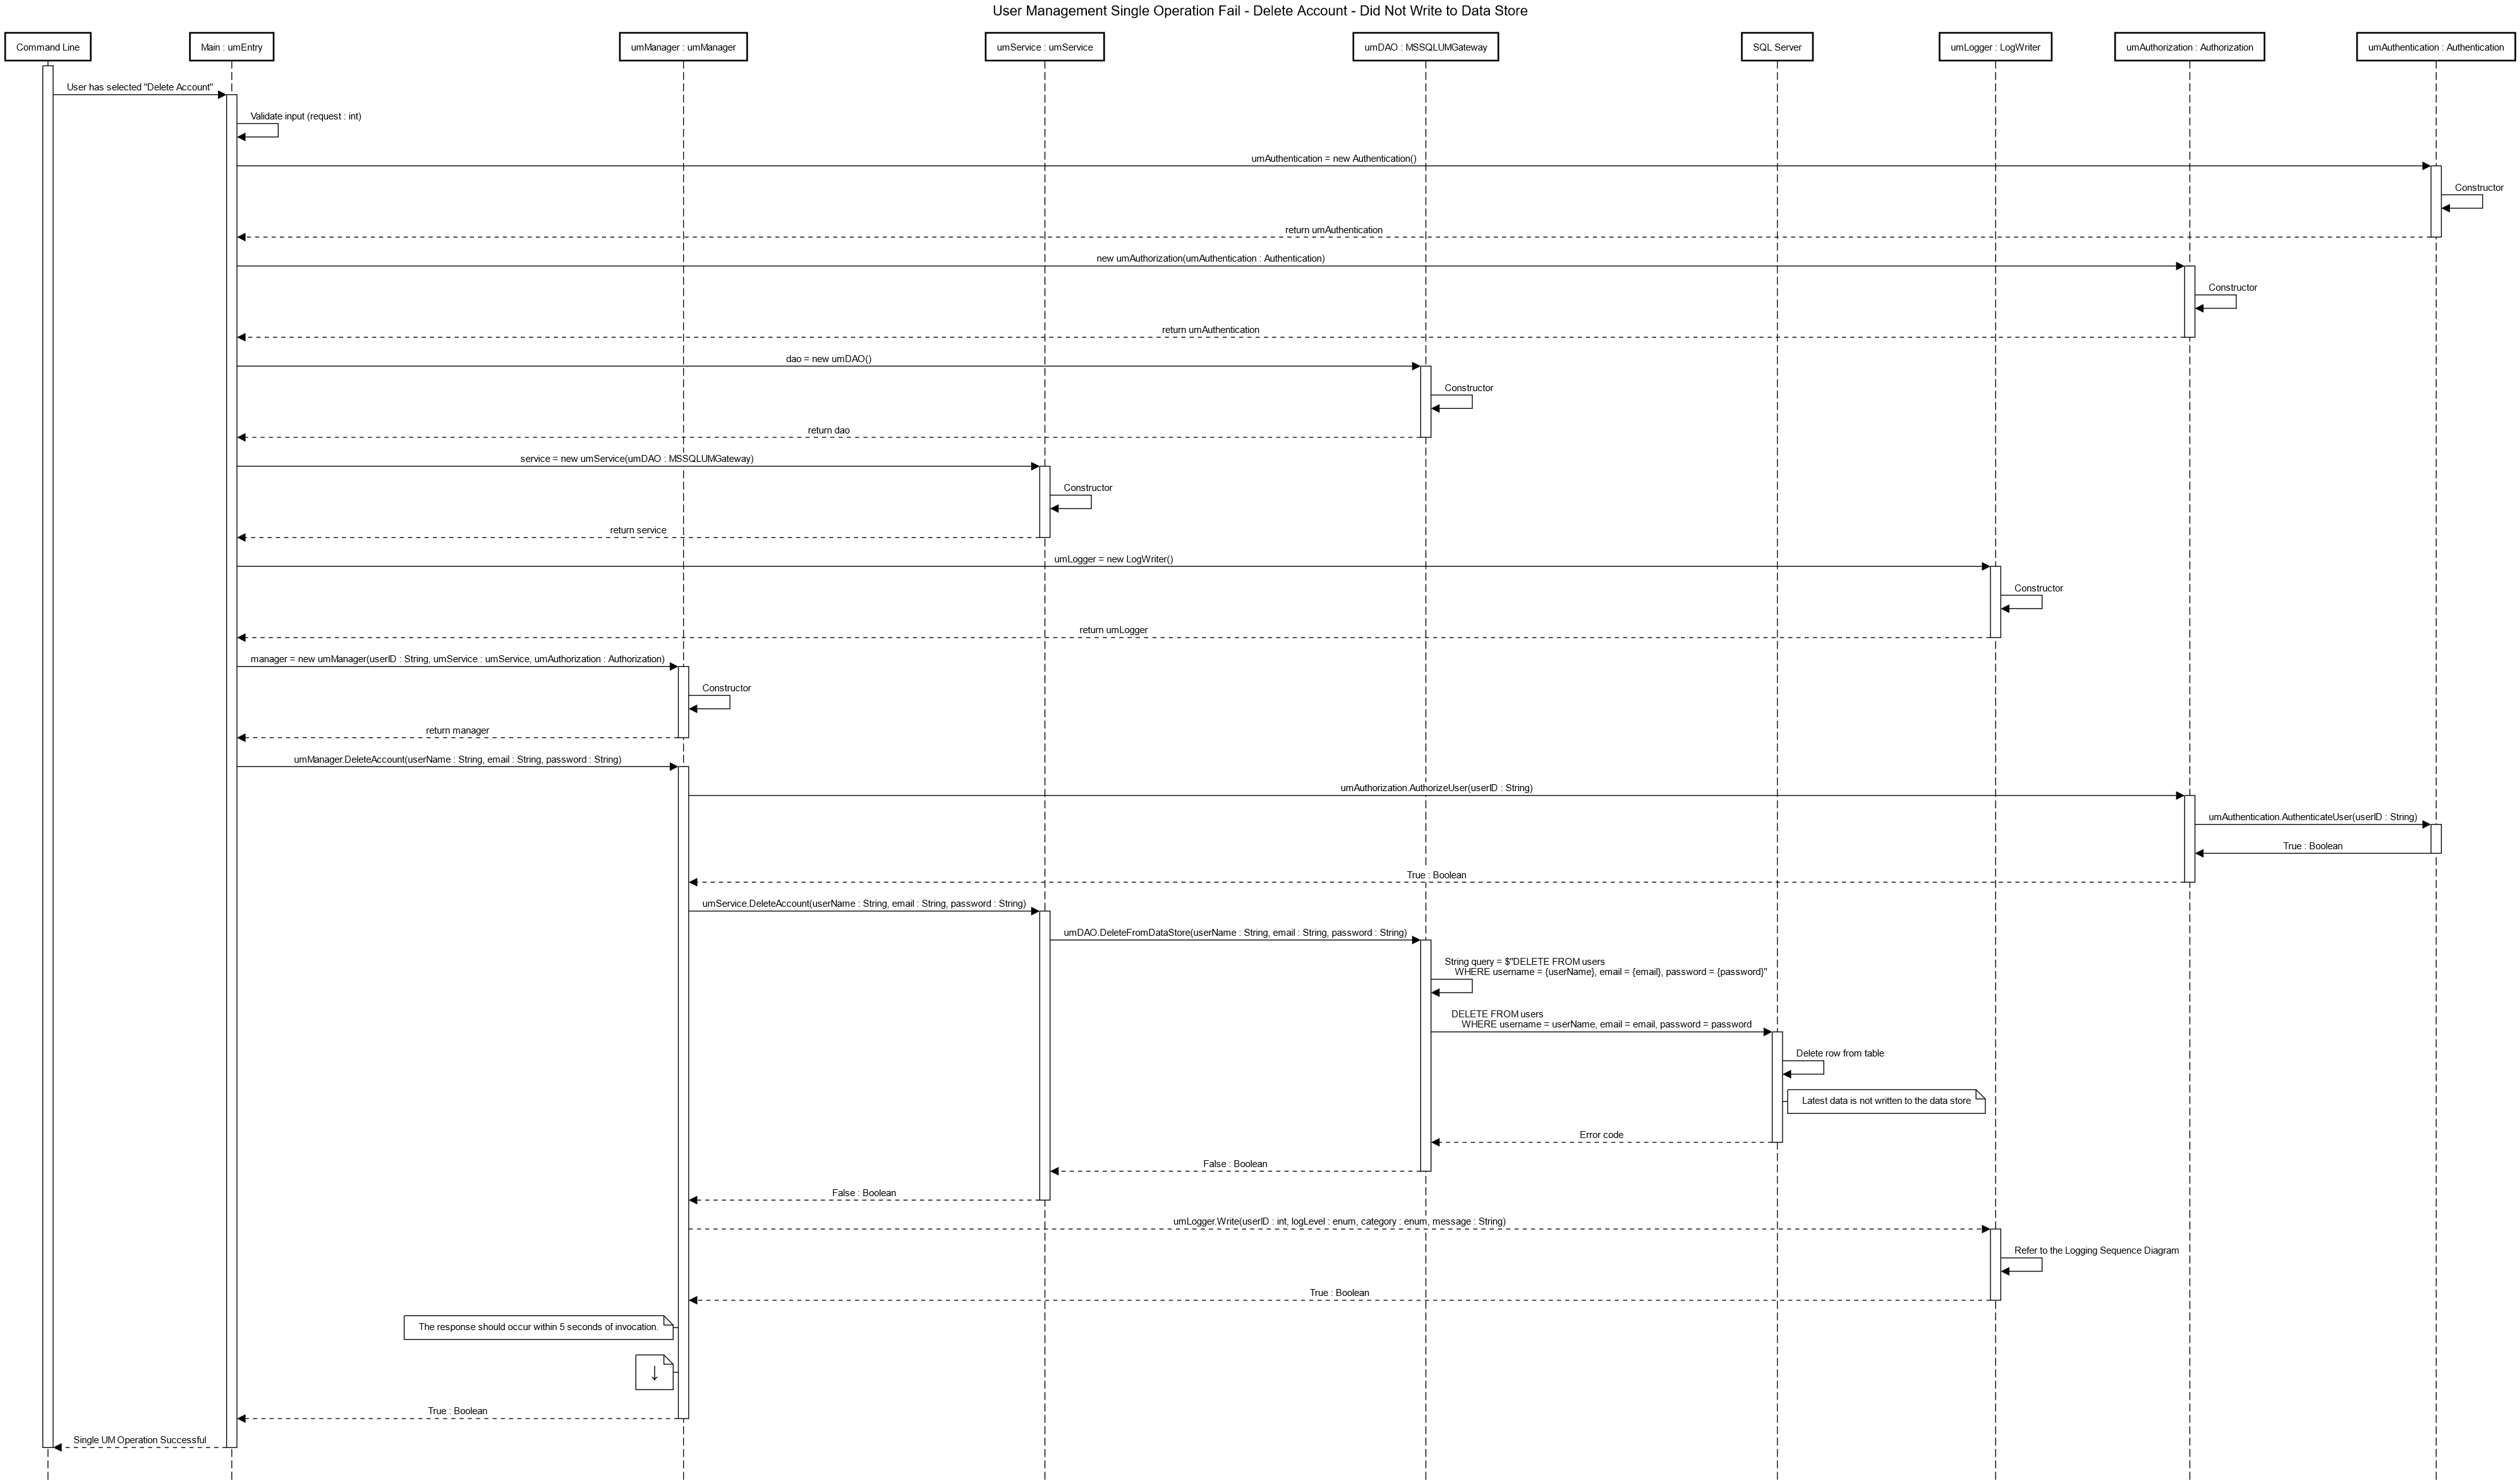 User Management Single Operation Fail - Delete Account - Did Not Write to Data Store
Command Line
Main : umEntry
umManager : umManager
umService : umService
umDAO : MSSQLUMGateway
SQL Server
umLogger : LogWriter
umAuthorization : Authorization
umAuthentication : Authentication
User has selected "Delete Account"
Validate input (request : int)
umAuthentication = new Authentication()
Constructor
return umAuthentication
new umAuthorization(umAuthentication : Authentication)
Constructor
return umAuthentication
dao = new umDAO()
Constructor
return dao
service = new umService(umDAO : MSSQLUMGateway)
Constructor
return service
umLogger = new LogWriter()
Constructor
return umLogger
manager = new umManager(userID : String, umService : umService, umAuthorization : Authorization)
Constructor
return manager
umManager.DeleteAccount(userName : String, email : String, password : String)
umAuthorization.AuthorizeUser(userID : String)
umAuthentication.AuthenticateUser(userID : String)
True : Boolean
True : Boolean
umService.DeleteAccount(userName : String, email : String, password : String)
umDAO.DeleteFromDataStore(userName : String, email : String, password : String)
String query = $"DELETE FROM users
WHERE username = {userName}, email = {email}, password = {password}"
DELETE FROM users
WHERE username = userName, email = email, password = password
Delete row from table
Latest data is not written to the data store
Error code
False : Boolean
False : Boolean
umLogger.Write(userID : int, logLevel : enum, category : enum, message : String)
Refer to the Logging Sequence Diagram
True : Boolean
The response should occur within 5 seconds of invocation.
↓
True : Boolean
Single UM Operation Successful